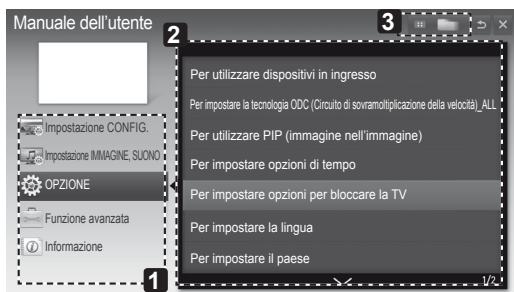 Manuale dell'utente
2
3
Per utilizzare dispositivi in ingresso
Per impostare la tecnologia ODC (Circuito di sovramoltiplicazione della velocità)_ALL
Per utilizzare PIP (immagine nell'immagine)
Per impostare opzioni di tempo
Per impostare opzioni per bloccare la TV
Per impostare la lingua
Per impostare il paese
1/2
Impostazione CONFIG.
Impostazione IMMAGINE, SUONO
OPZIONE
Funzione avanzata
Informazione
1